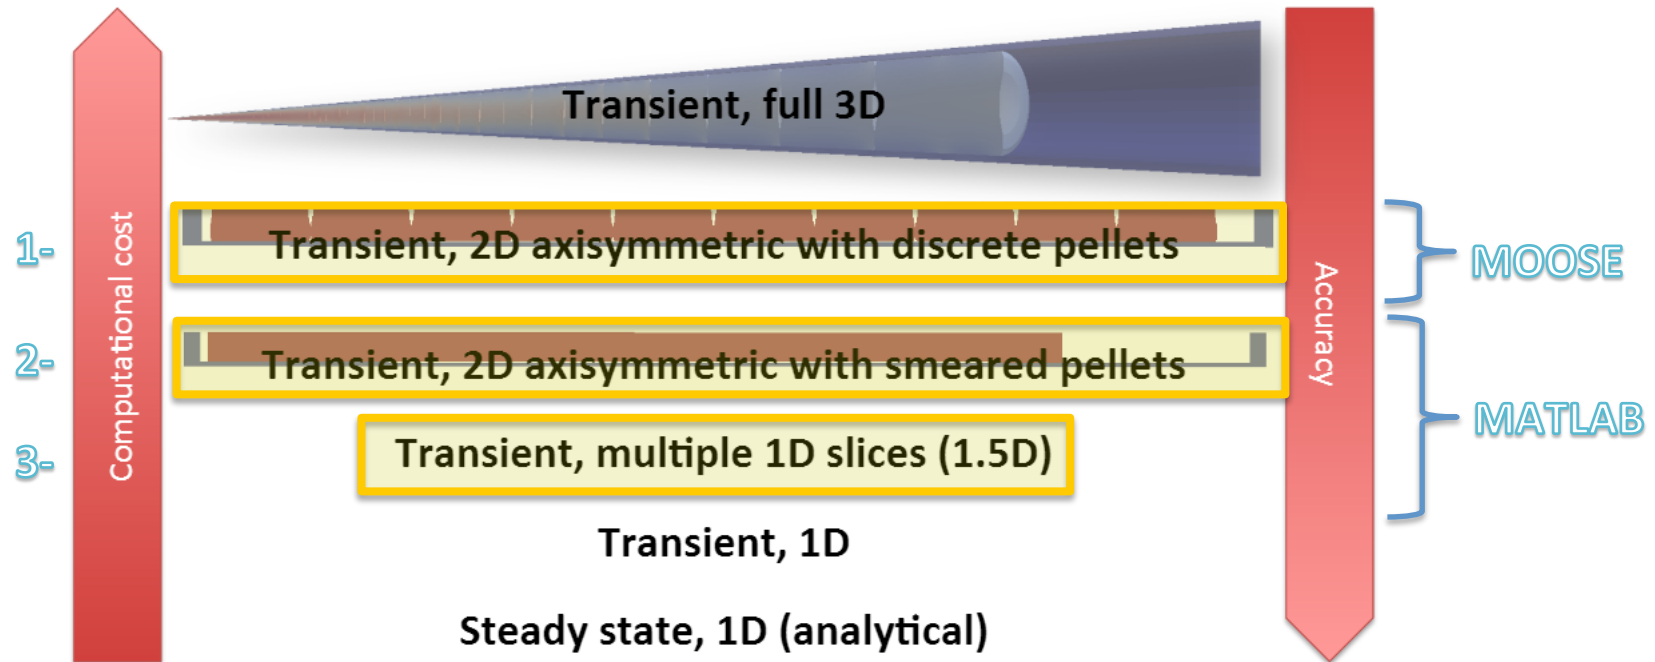 Transient, full 3D
1-
Transient, 2D axisymmetric with discrete pellets
MOOSE
2-
Transient, 2D axisymmetric with smeared pellets
MATLAB
3-
Transient, multiple 1D slices (1.5D)
Transient, 1D
Steady state, 1D (analytical)
Computational cost
Accuracy